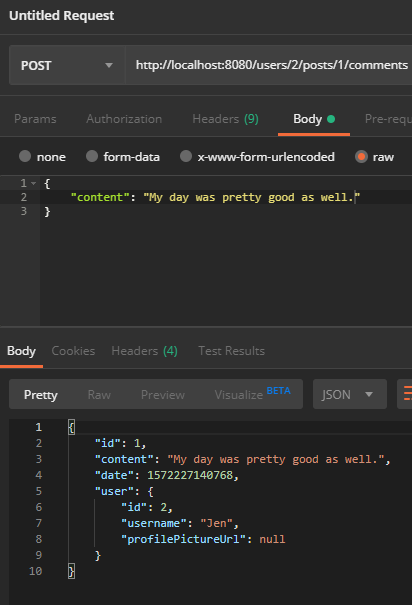 Untitled Request
POST http://localhost:8080/users/2/posts/1/comments
Params Authorization Headers (9) Body Pre-requ
none form-data x-www-form-urlencoded raw
1 {
2 "content": "My day was pretty good as well."
3 }
Body Cookies Headers (4) Test Results
Pretty Raw Preview Visualize BETA JSON
1 {
2 "id": 1,
3 "content": "My day was pretty good as well.",
4 "date": 1572227140768,
5 "user": {
6 "id": 2,
7 "username": "Jen",
8 "profilePictureUrl": null
9 }
10 }